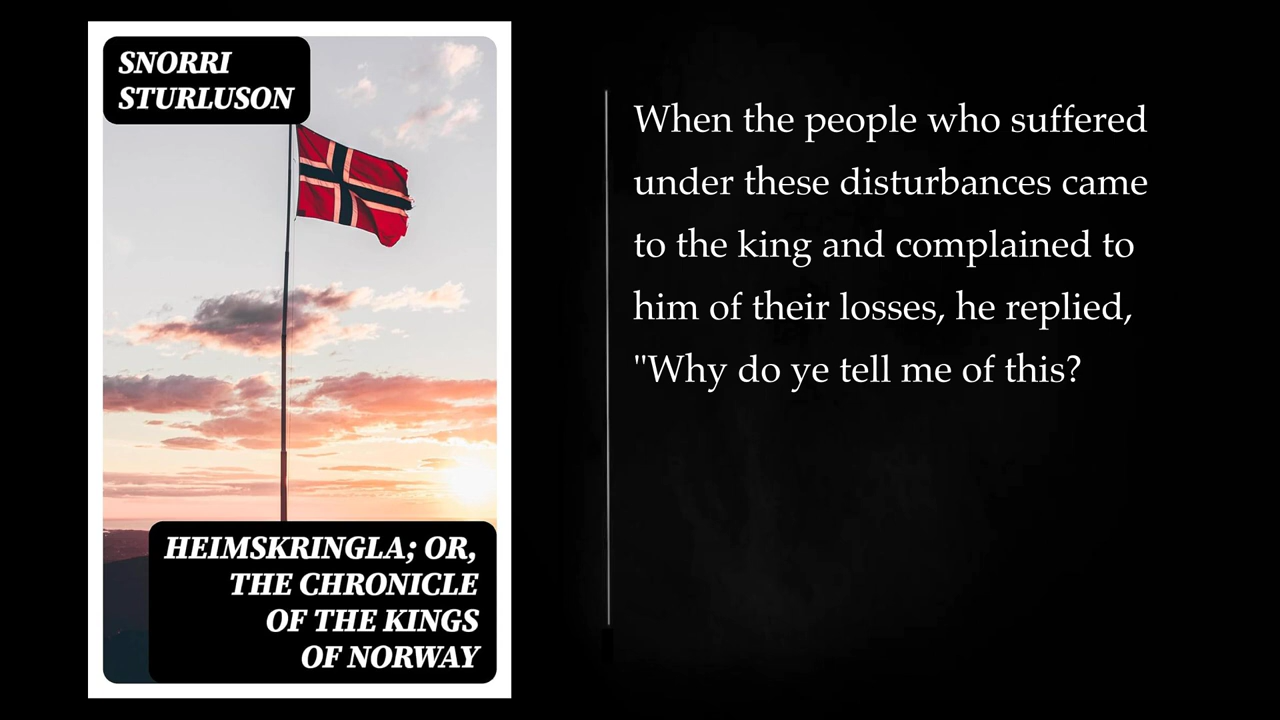 SNORRI
STURLUSON
HEIMSKRINGLA; OR,
THE CHRONICLE
OF THE KINGS
OF NORWAY
When the people who suffered
under these disturbances came
to the king and complained to
him of their losses, he replied,
"Why do ye tell me of this?